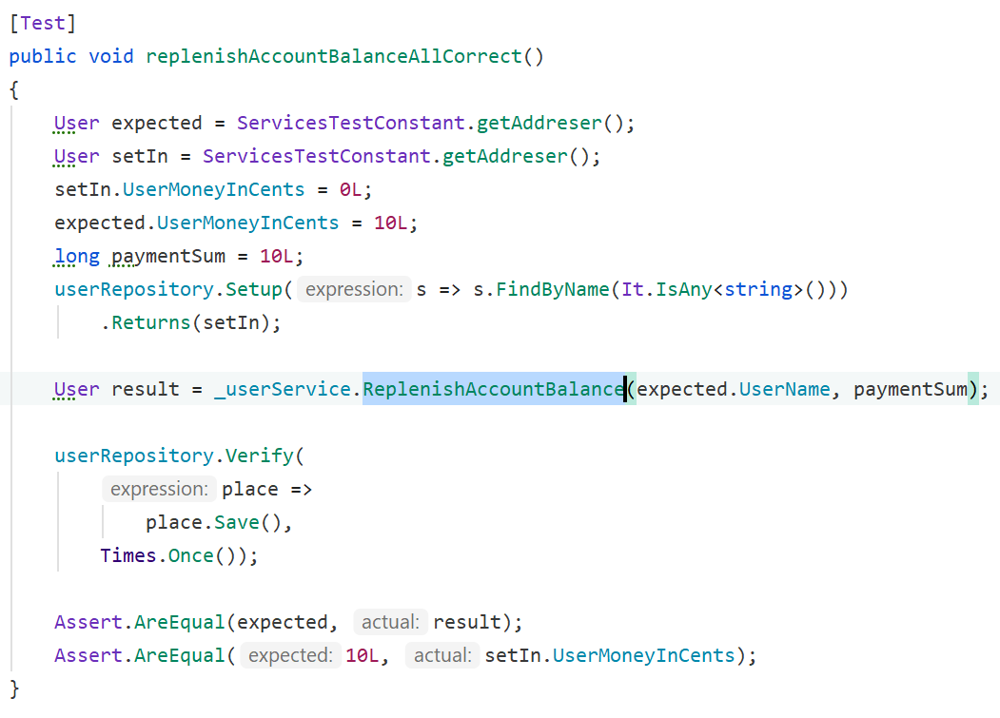 [Test]
public void replenishAccountBalanceAllCorrect()
{
    User expected = ServicesTestConstant.getAddreser();
    User setIn = ServicesTestConstant.getAddreser();
    setIn.UserMoneyInCents = 0L;
    expected.UserMoneyInCents = 10L;
    long paymentSum = 10L;
    userRepository.Setup( expression: s => s.FindByName(It.IsAny<string>()))
        .Returns(setIn);
    User result = _userService.ReplenishAccountBalance(expected.UserName, paymentSum);
    userRepository.Verify(
        expression: place =>
            place.Save(),
        Times.Once());
    Assert.AreEqual(expected, actual: result);
    Assert.AreEqual( expected: 10L, actual: setIn.UserMoneyInCents);
}